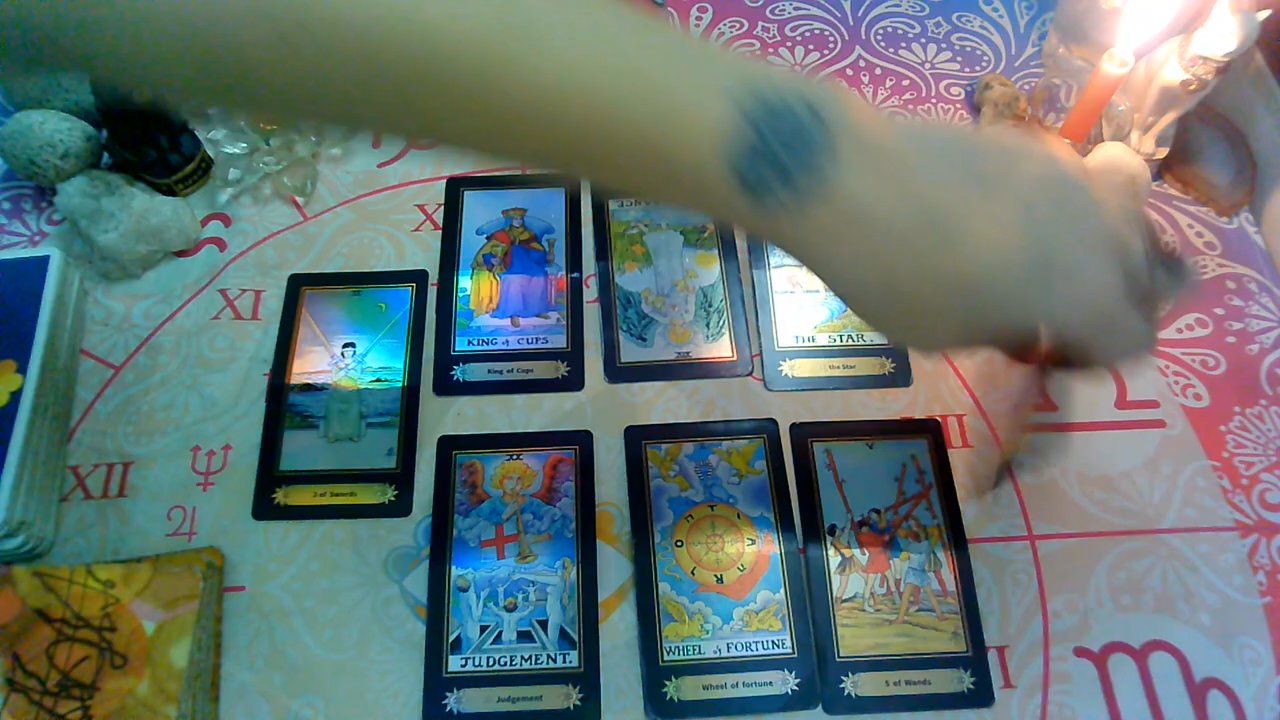 X
XI
XII
KING of CUPS
King of Cups
THE STAR.
the Star
2 of Swords
XX
JUDGEMENT.
Judgement
WHEEL of FORTUNE
Wheel of fortune
V
5 of Wands